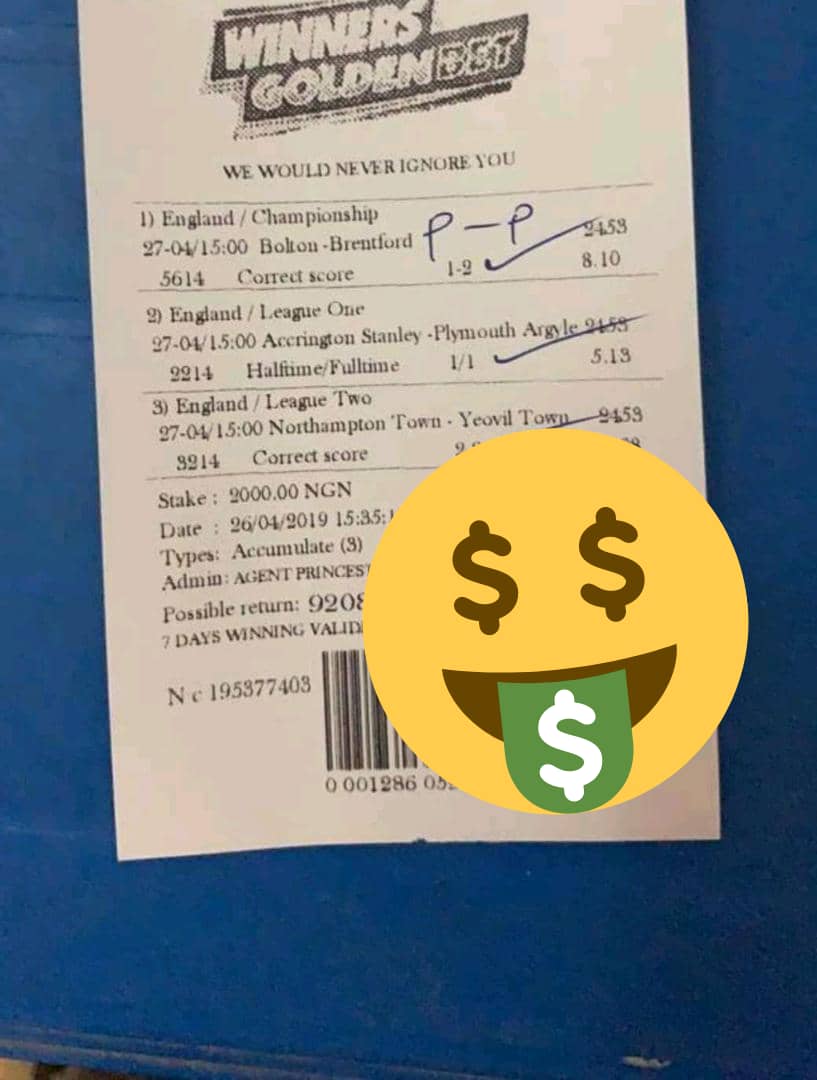 WINNERS
GOLDEN BET
WE WOULD NEVER IGNORE YOU
1) England / Championship
27-04/15:00 Bolton -Brentford P-P 2453
5614 Correct score 1-2 8.10
2) England / League One
27-04/15:00 Accrington Stanley -Plymouth Argyle 2453
2214 Halftime/Fulltime 1/1 5.13
3) England / League Two
27-04/15:00 Northampton Town - Yeovil Town 2453
3214 Correct score
Stake : 2000.00 NGN
Date : 26/04/2019 15:35:
Types: Accumulate (3)
Admin: AGENT PRINCES
Possible return: 9208
7 DAYS WINNING VALID
N c 195377403
0 001286 05